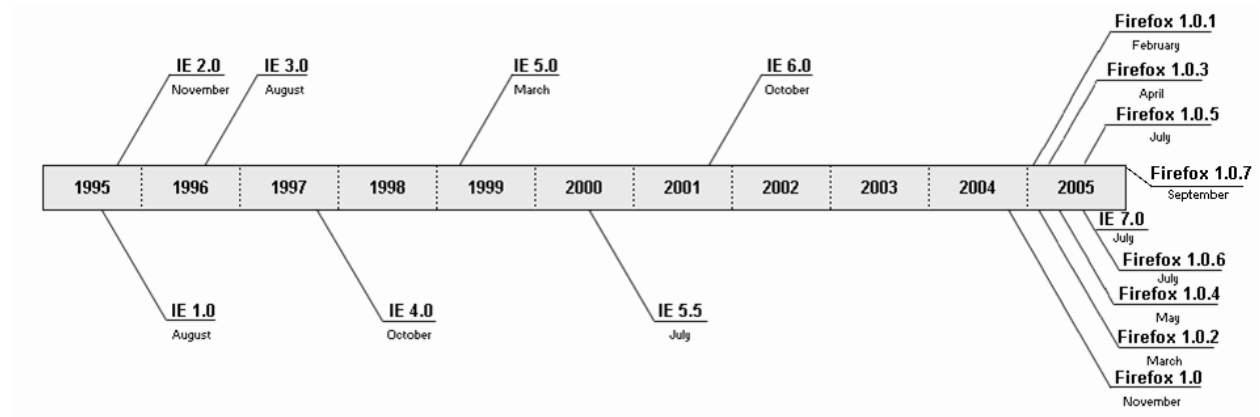 Firefox 1.0.1
February
IE 2.0
November
IE 3.0
August
IE 5.0
March
IE 6.0
October
Firefox 1.0.3
April
Firefox 1.0.5
July
1995 1996 1997 1998 1999 2000 2001 2002 2003 2004 2005
Firefox 1.0.7
September
IE 7.0
July
Firefox 1.0.6
July
Firefox 1.0.4
May
IE 1.0
August
IE 4.0
October
IE 5.5
July
Firefox 1.0.2
March
Firefox 1.0
November